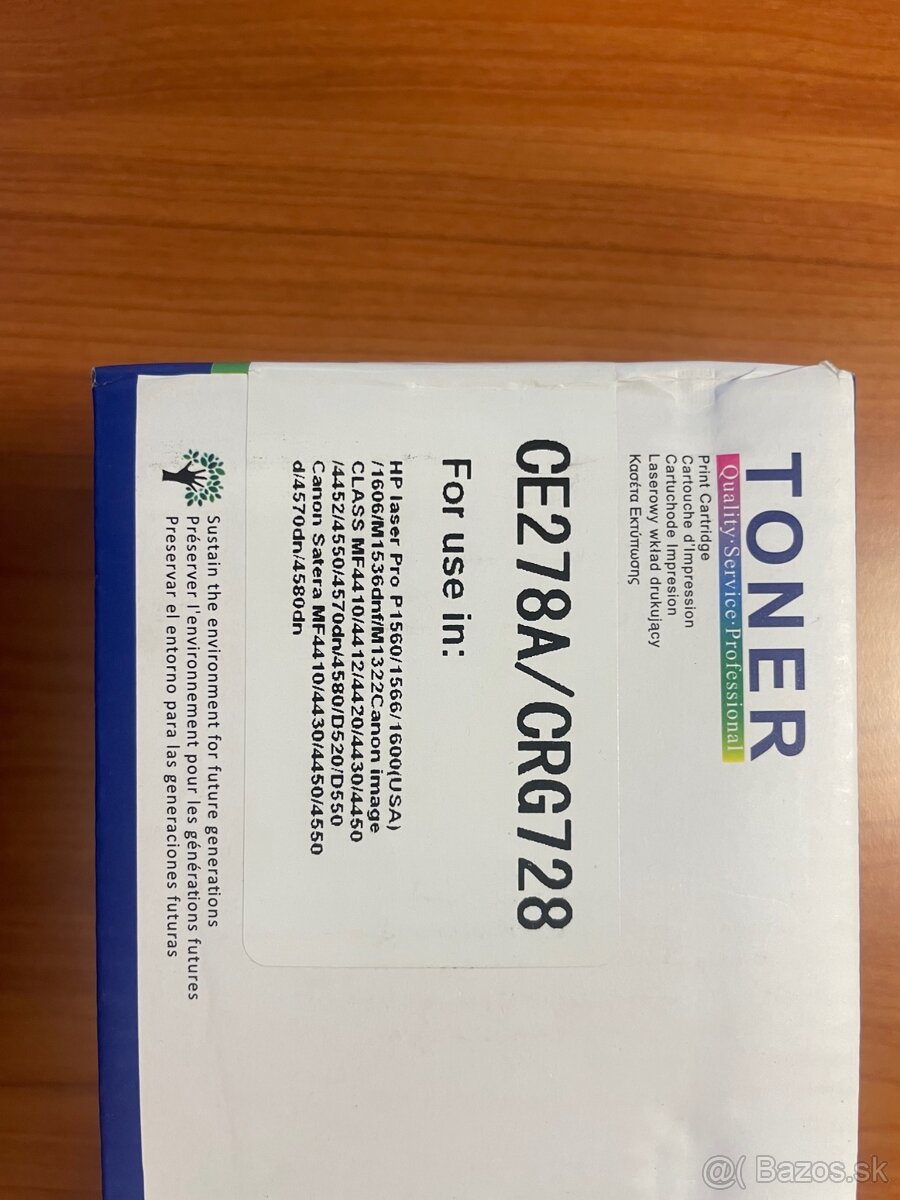 TONER
Quality·Service·Professional
Print Cartridge
Cartouche d'Impression
Cartuchode Impresion
Laserowy wkład drukujący
Κασέτα Εκτύπωσης
CE278A/CRG728
For use in:
HP laser Pro P1560/1566/1600(USA)
/1606/M1536dnf/M1322Canon image
CLASS MF4410/4412/4420/4430/4450
/4452/4550/4570dn/4580/D520/D550
Canon Satera MF4410/4430/4450/4550
d/4570dn/4580dn
Sustain the environment for future generations
Préserver l'environnement pour les générations futures
Preservar el entorno para las generaciones futuras
@( Bazos.sk